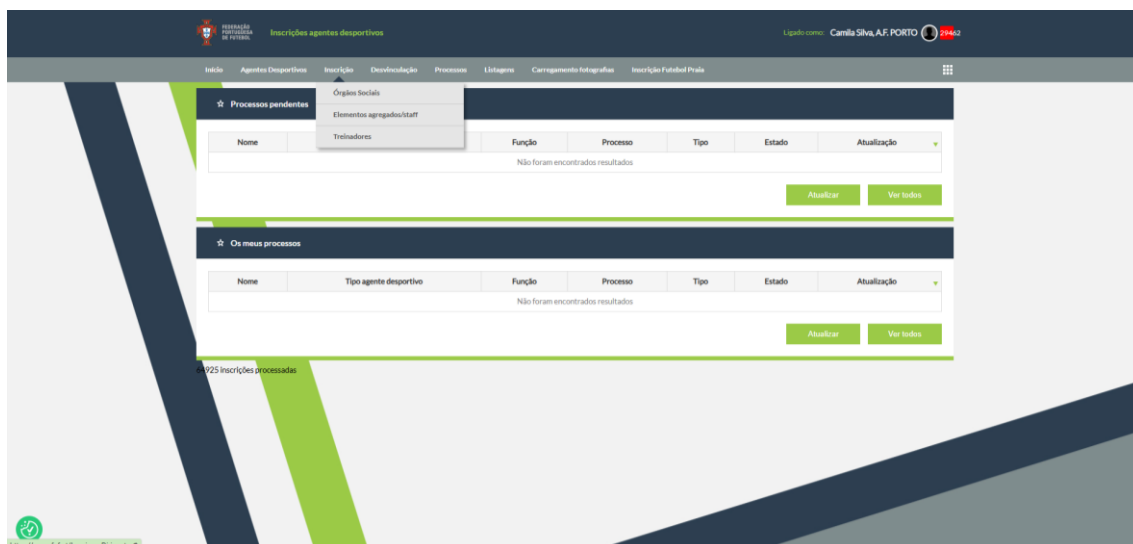 FEDERAÇÃO
PORTUGUESA
DE FUTEBOL
Inscrições agentes desportivos
Ligado como: Camila Silva, A.F. PORTO 29462
Início Agentes Desportivos Inscrição Desvinculação Processos Listagens Carregamento fotografias Inscrição Futebol Praia
Órgãos Sociais
Elementos agregados/staff
Treinadores
Processos pendentes
Nome Função Processo Tipo Estado Atualização
Não foram encontrados resultados
Atualizar Ver todos
Os meus processos
Nome Tipo agente desportivo Função Processo Tipo Estado Atualização
Não foram encontrados resultados
Atualizar Ver todos
64925 inscrições processadas